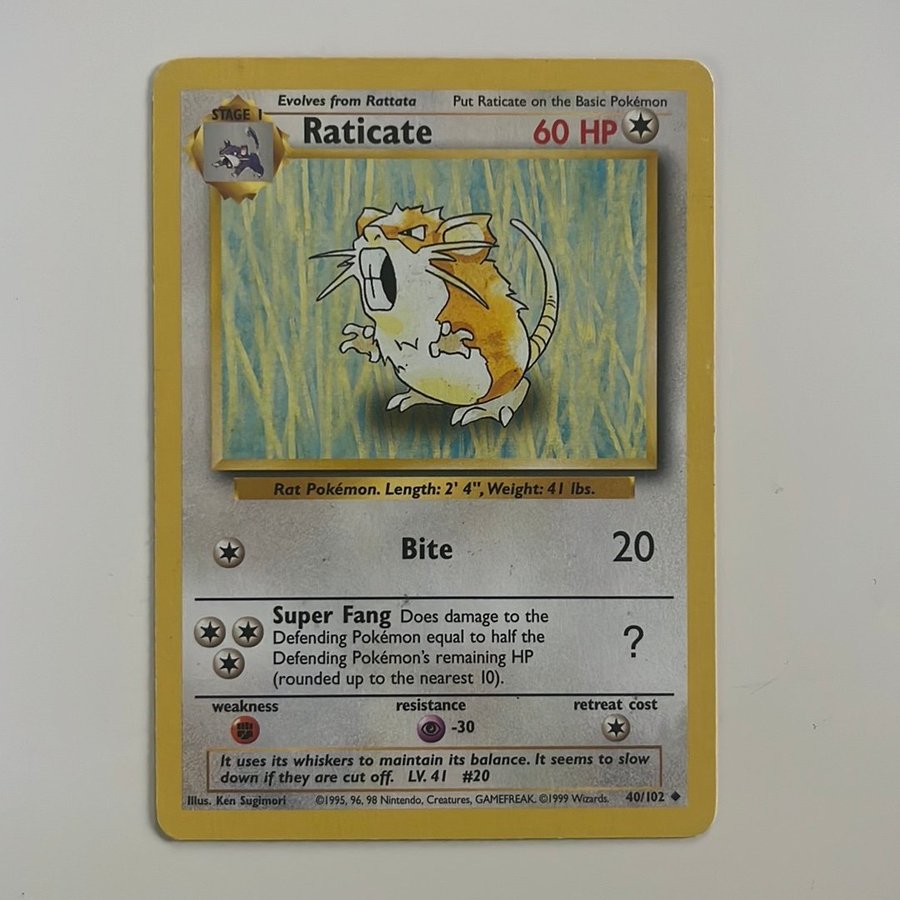 Evolves from Rattata Put Raticate on the Basic Pokémon
STAGE 1
Raticate 60 HP
Rat Pokémon. Length: 2' 4", Weight: 41 lbs.
Bite 20
Super Fang Does damage to the
Defending Pokémon equal to half the
Defending Pokémon's remaining HP
(rounded up to the nearest 10).
?
weakness resistance retreat cost
-30
It uses its whiskers to maintain its balance. It seems to slow
down if they are cut off. LV. 41 #20
Illus. Ken Sugimori ©1995, 96, 98 Nintendo, Creatures, GAMEFREAK. ©1999 Wizards. 40/102